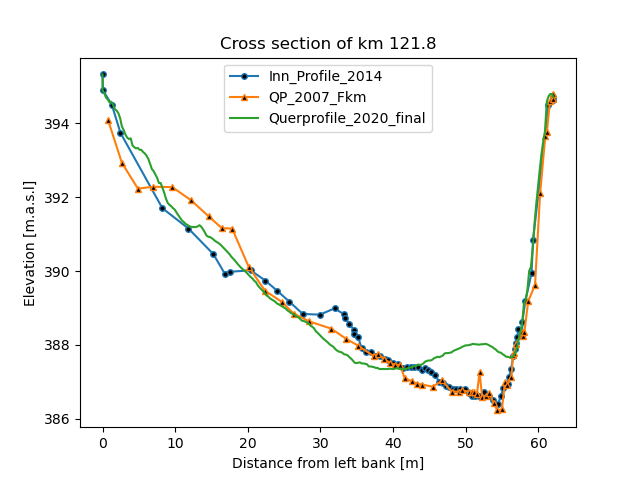 Cross section of km 121.8
Inn_Profile_2014
QP_2007_Fkm
Querprofile_2020_final
Elevation [m.a.s.l]
394
392
390
388
386
0 10 20 30 40 50 60
Distance from left bank [m]